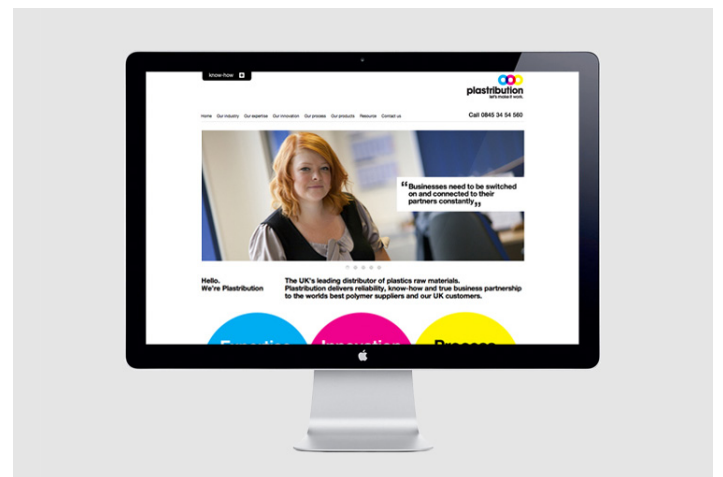 know-how
plastribution
let's make it work.
Home Our industry Our expertise Our innovation Our process Our products Resource Contact us
Call 0845 34 54 560
“Businesses need to be switched
on and connected to their
partners constantly„
Hello.
We're Plastribution
The UK's leading distributor of plastics raw materials.
Plastribution delivers reliability, know-how and true business partnership
to the worlds best polymer suppliers and our UK customers.
Expertise Innovation Process